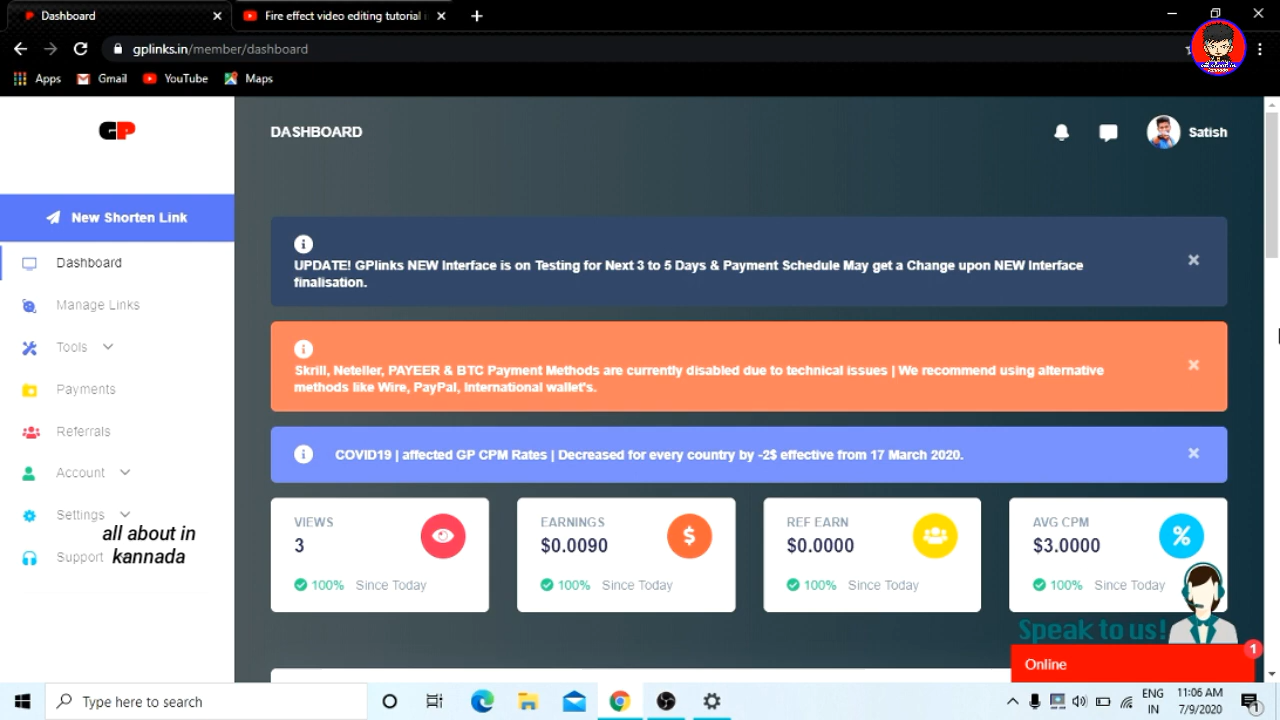 Dashboard
Fire effect video editing tutorial i
gplinks.in/member/dashboard
Apps
Gmail
YouTube
Maps
GP
DASHBOARD
Satish
New Shorten Link
Dashboard
Manage Links
Tools
Payments
Referrals
Account
Settings
Support
all about in
kannada
UPDATE! GPlinks NEW Interface is on Testing for Next 3 to 5 Days & Payment Schedule May get a Change upon NEW Interface
finalisation.
Skrill, Neteller, PAYEER & BTC Payment Methods are currently disabled due to technical issues | We recommend using alternative
methods like Wire, PayPal, International wallet's.
COVID19 | affected GP CPM Rates | Decreased for every country by -2$ effective from 17 March 2020.
VIEWS
3
100% Since Today
EARNINGS
$0.0090
100% Since Today
REF EARN
$0.0000
100% Since Today
AVG CPM
$3.0000
100% Since Today
Speak to us!
Online
1
Type here to search
ENG
IN
11:06 AM
7/9/2020
1